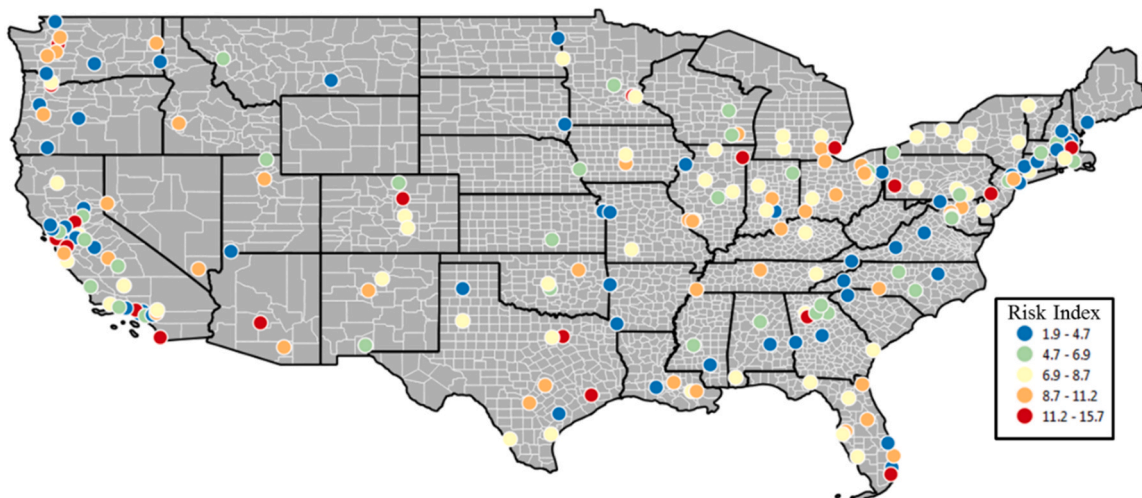 Risk Index
1.9 - 4.7
4.7 - 6.9
6.9 - 8.7
8.7 - 11.2
11.2 - 15.7